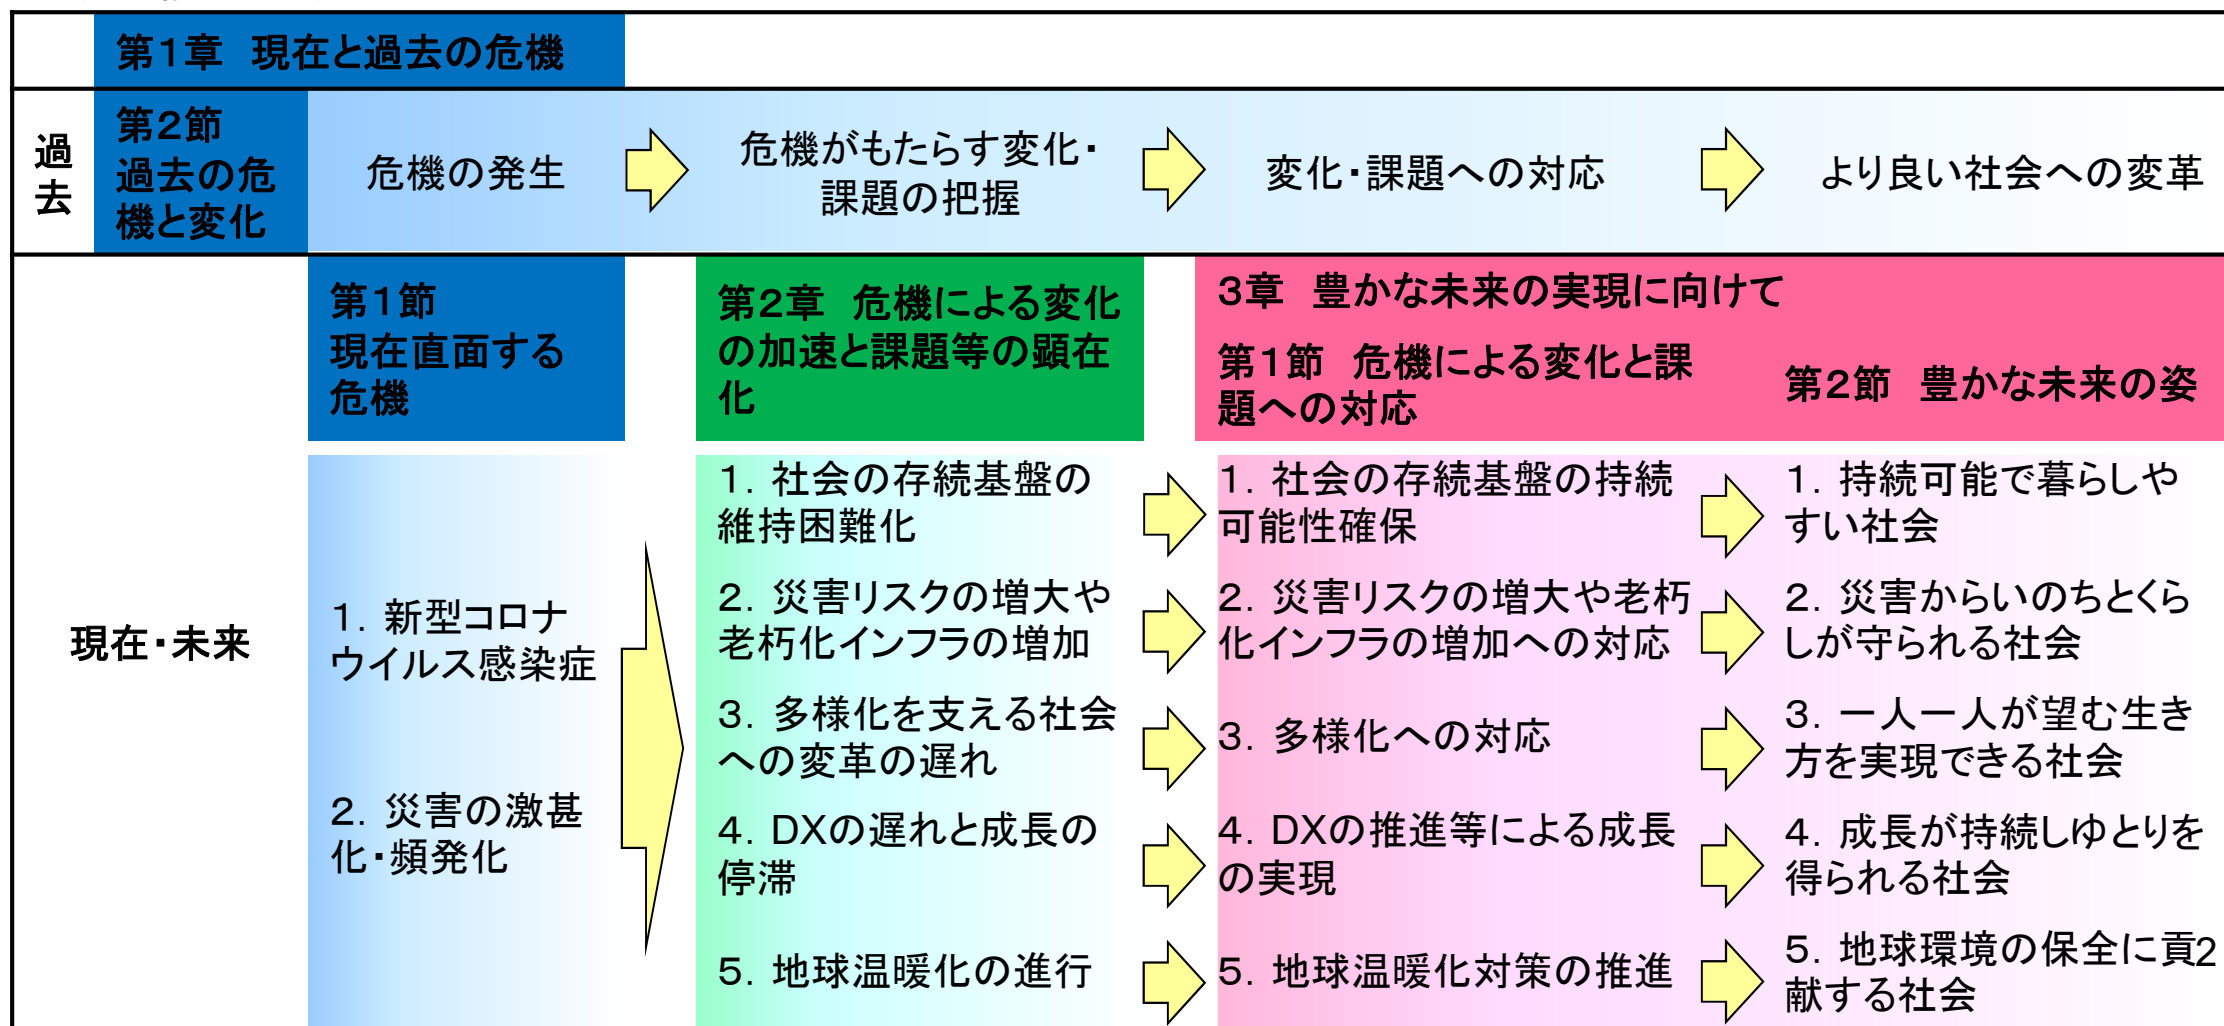 第1章　現在と過去の危機
過
去
第2節
過去の危
機と変化
危機の発生
危機がもたらす変化・
課題の把握
変化・課題への対応
より良い社会への変革
現在・未来
第1節
現在直面する
危機
1．新型コロナ
ウイルス感染症
2．災害の激甚
化・頻発化
第2章　危機による変化
の加速と課題等の顕在
化
1．社会の存続基盤の
維持困難化
2．災害リスクの増大や
老朽化インフラの増加
3．多様化を支える社会
への変革の遅れ
4．DXの遅れと成長の
停滞
5．地球温暖化の進行
3章　豊かな未来の実現に向けて
第1節　危機による変化と課
題への対応
1．社会の存続基盤の持続
可能性確保
2．災害リスクの増大や老朽
化インフラの増加への対応
3．多様化への対応
4．DXの推進等による成長
の実現
5．地球温暖化対策の推進
第2節　豊かな未来の姿
1．持続可能で暮らしや
すい社会
2．災害からいのちとくら
しが守られる社会
3．一人一人が望む生き
方を実現できる社会
4．成長が持続しゆとりを
得られる社会
5．地球環境の保全に貢
献する社会
2